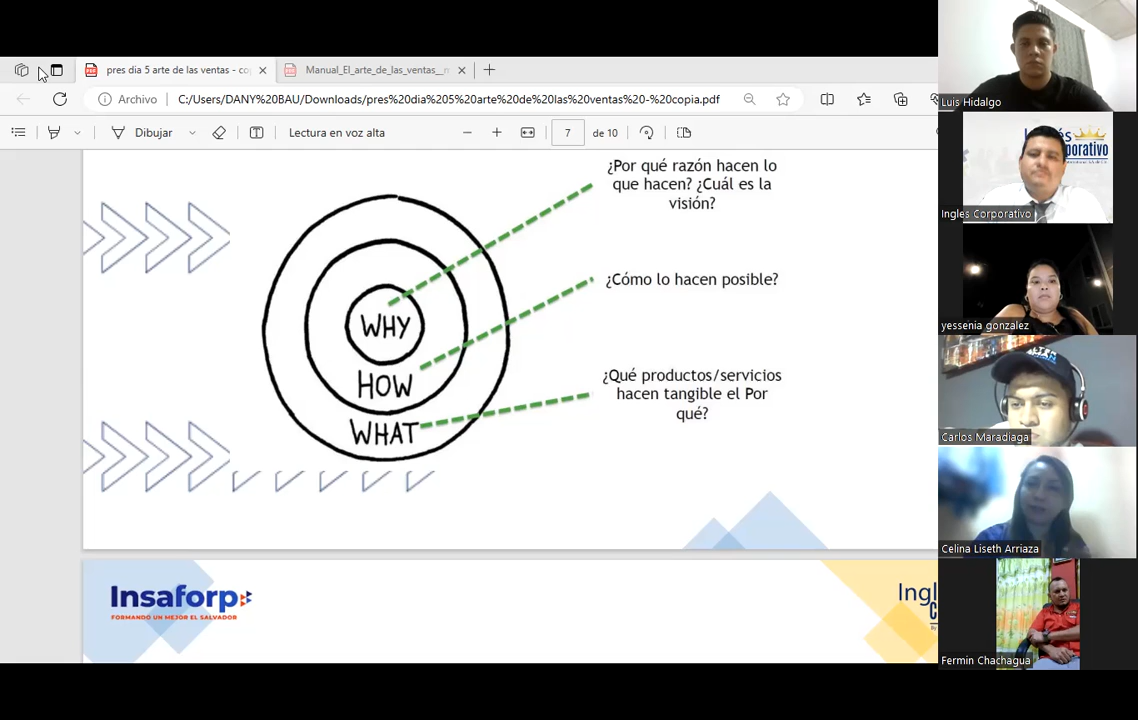 pres dia 5 arte de las ventas - co
Manual_El_arte_de_las_ventas_
Archivo
C:/Users/DANY%20BAU/Downloads/pres%20dia%205%20arte%20de%20las%20ventas%20-%20copia.pdf
Dibujar
Lectura en voz alta
7
de 10
¿Por qué razón hacen lo
que hacen? ¿Cuál es la
visión?
WHY
¿Cómo lo hacen posible?
HOW
¿Qué productos/servicios
hacen tangible el Por
qué?
WHAT
Insaforp
FORMANDO UN MEJOR EL SALVADOR
Ingl
C
Luis Hidalgo
Ingles Corporativo
yessenia gonzalez
Carlos Maradiaga
Celina Liseth Arriaza
Fermin Chachagua